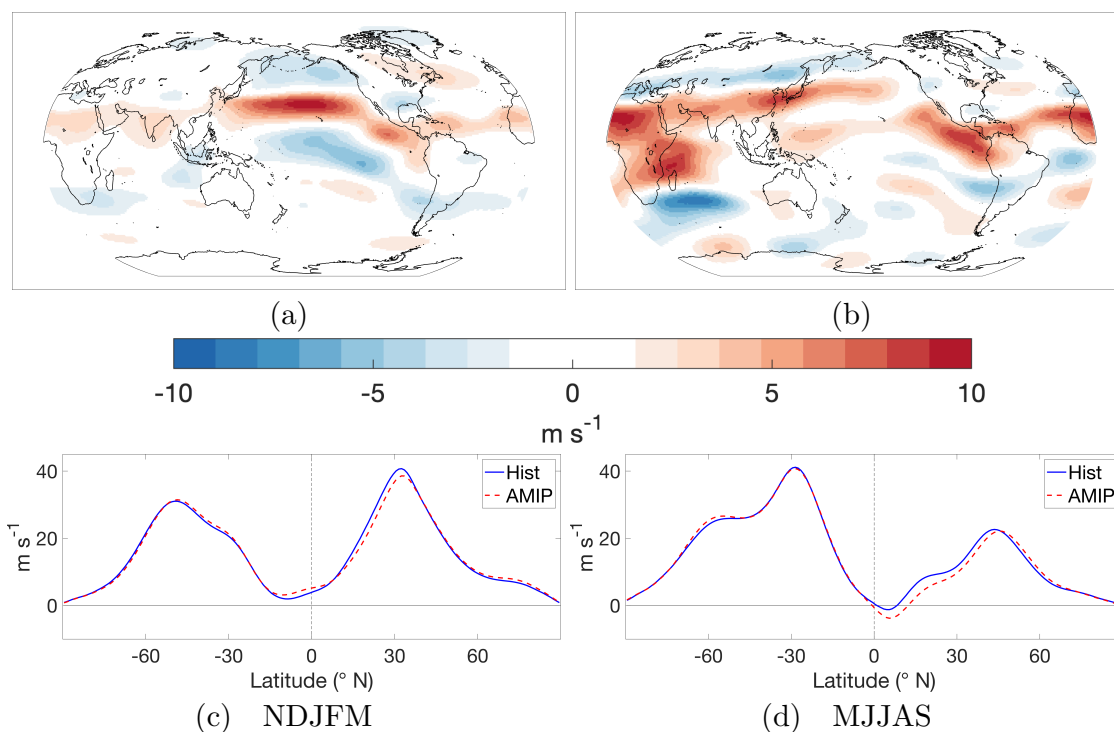 (a) (b)
-10 -5 0 5 10
m s-1
40 Hist
AMIP
20
m s-1
0
-60 -30 0 30 60
Latitude (° N)
(c) NDJFM
40 Hist
AMIP
20
m s-1
0
-60 -30 0 30 60
Latitude (° N)
(d) MJJAS